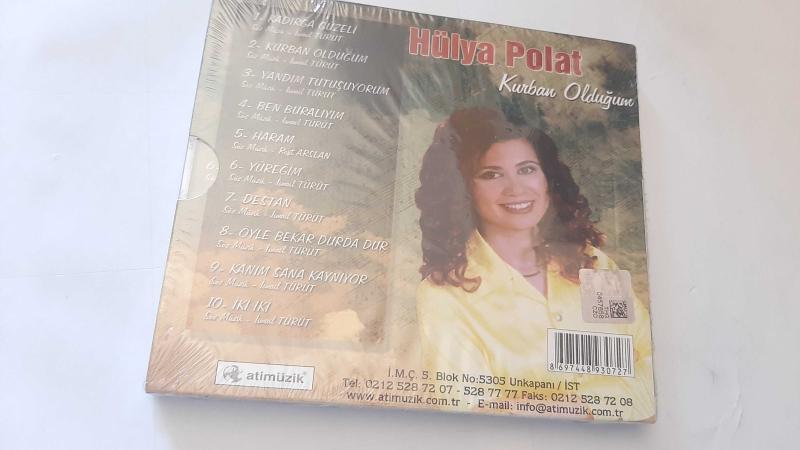 1- KADIRGA GÜZELİ
Söz Müzik - İsmail TÜRÜT
2- KURBAN OLDUĞUM
Söz Müzik - İsmail TÜRÜT
3- YANDIM TUTUŞUYORUM
Söz Müzik - İsmail TÜRÜT
4- BEN BURALIYIM
Söz Müzik - İsmail TÜRÜT
5- HARAM
Söz Müzik - Raşit ARSLAN
6- YÜREĞİM
Söz Müzik - İsmail TÜRÜT
7- DESTAN
Söz Müzik - İsmail TÜRÜT
8- ÖYLE BEKAR DURDA DUR
Söz Müzik - İsmail TÜRÜT
9- KANIM SANA KAYNIYOR
Söz Müzik - İsmail TÜRÜT
10- İKİ İKİ
Söz Müzik - İsmail TÜRÜT
Hülya Polat
Kurban Olduğum
8 697448 930727
atimüzik
İ.M.Ç. 5. Blok No:5305 Unkapanı / İST
Tel: 0212 528 72 07 - 528 77 77 Faks: 0212 528 72 08
www.atimuzik.com.tr - E-mail: info@atimuzik.com.tr